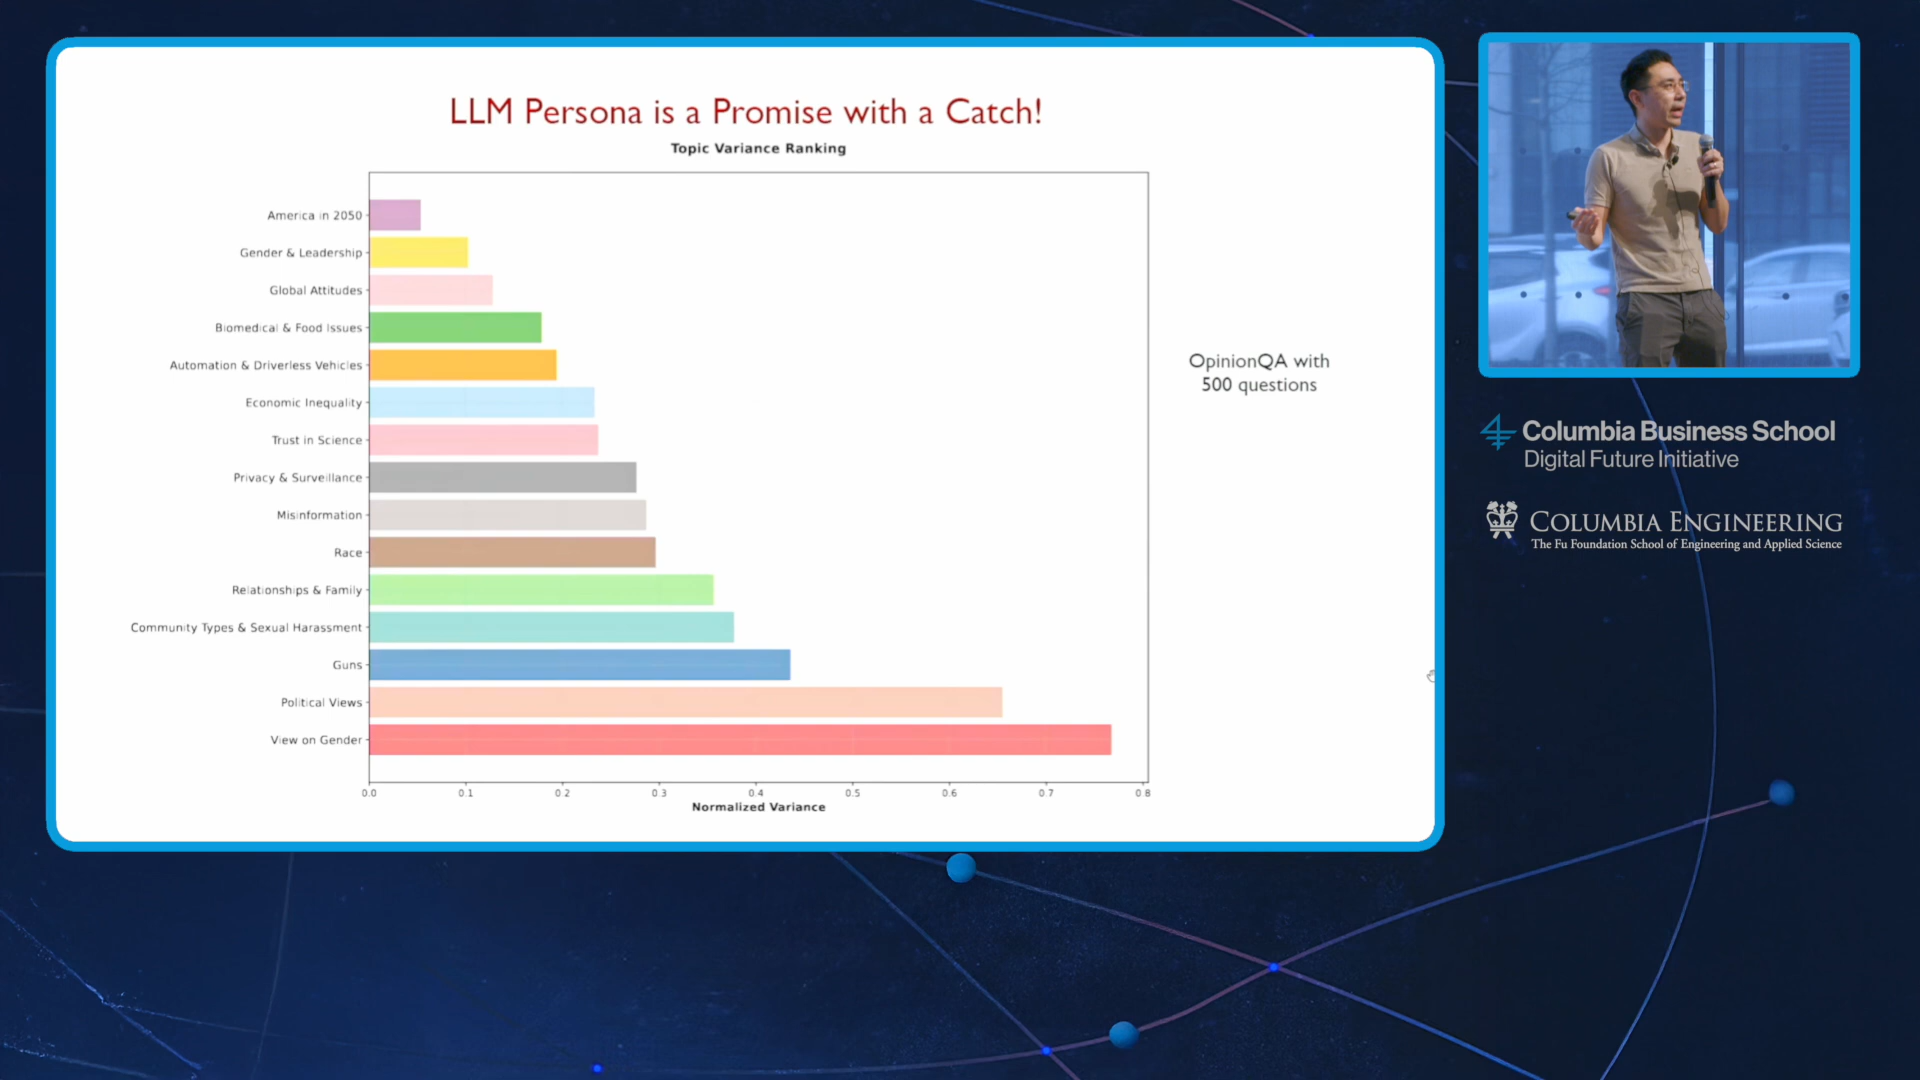 LLM Persona is a Promise with a Catch!
Topic Variance Ranking
America in 2050
Gender & Leadership
Global Attitudes
Biomedical & Food Issues
Automation & Driverless Vehicles
Economic Inequality
Trust in Science
Privacy & Surveillance
Misinformation
Race
Relationships & Family
Community Types & Sexual Harassment
Guns
Political Views
View on Gender
0.0 0.1 0.2 0.3 0.4 0.5 0.6 0.7 0.8
Normalized Variance
OpinionQA with
500 questions
Columbia Business School
Digital Future Initiative
COLUMBIA ENGINEERING
The Fu Foundation School of Engineering and Applied Science